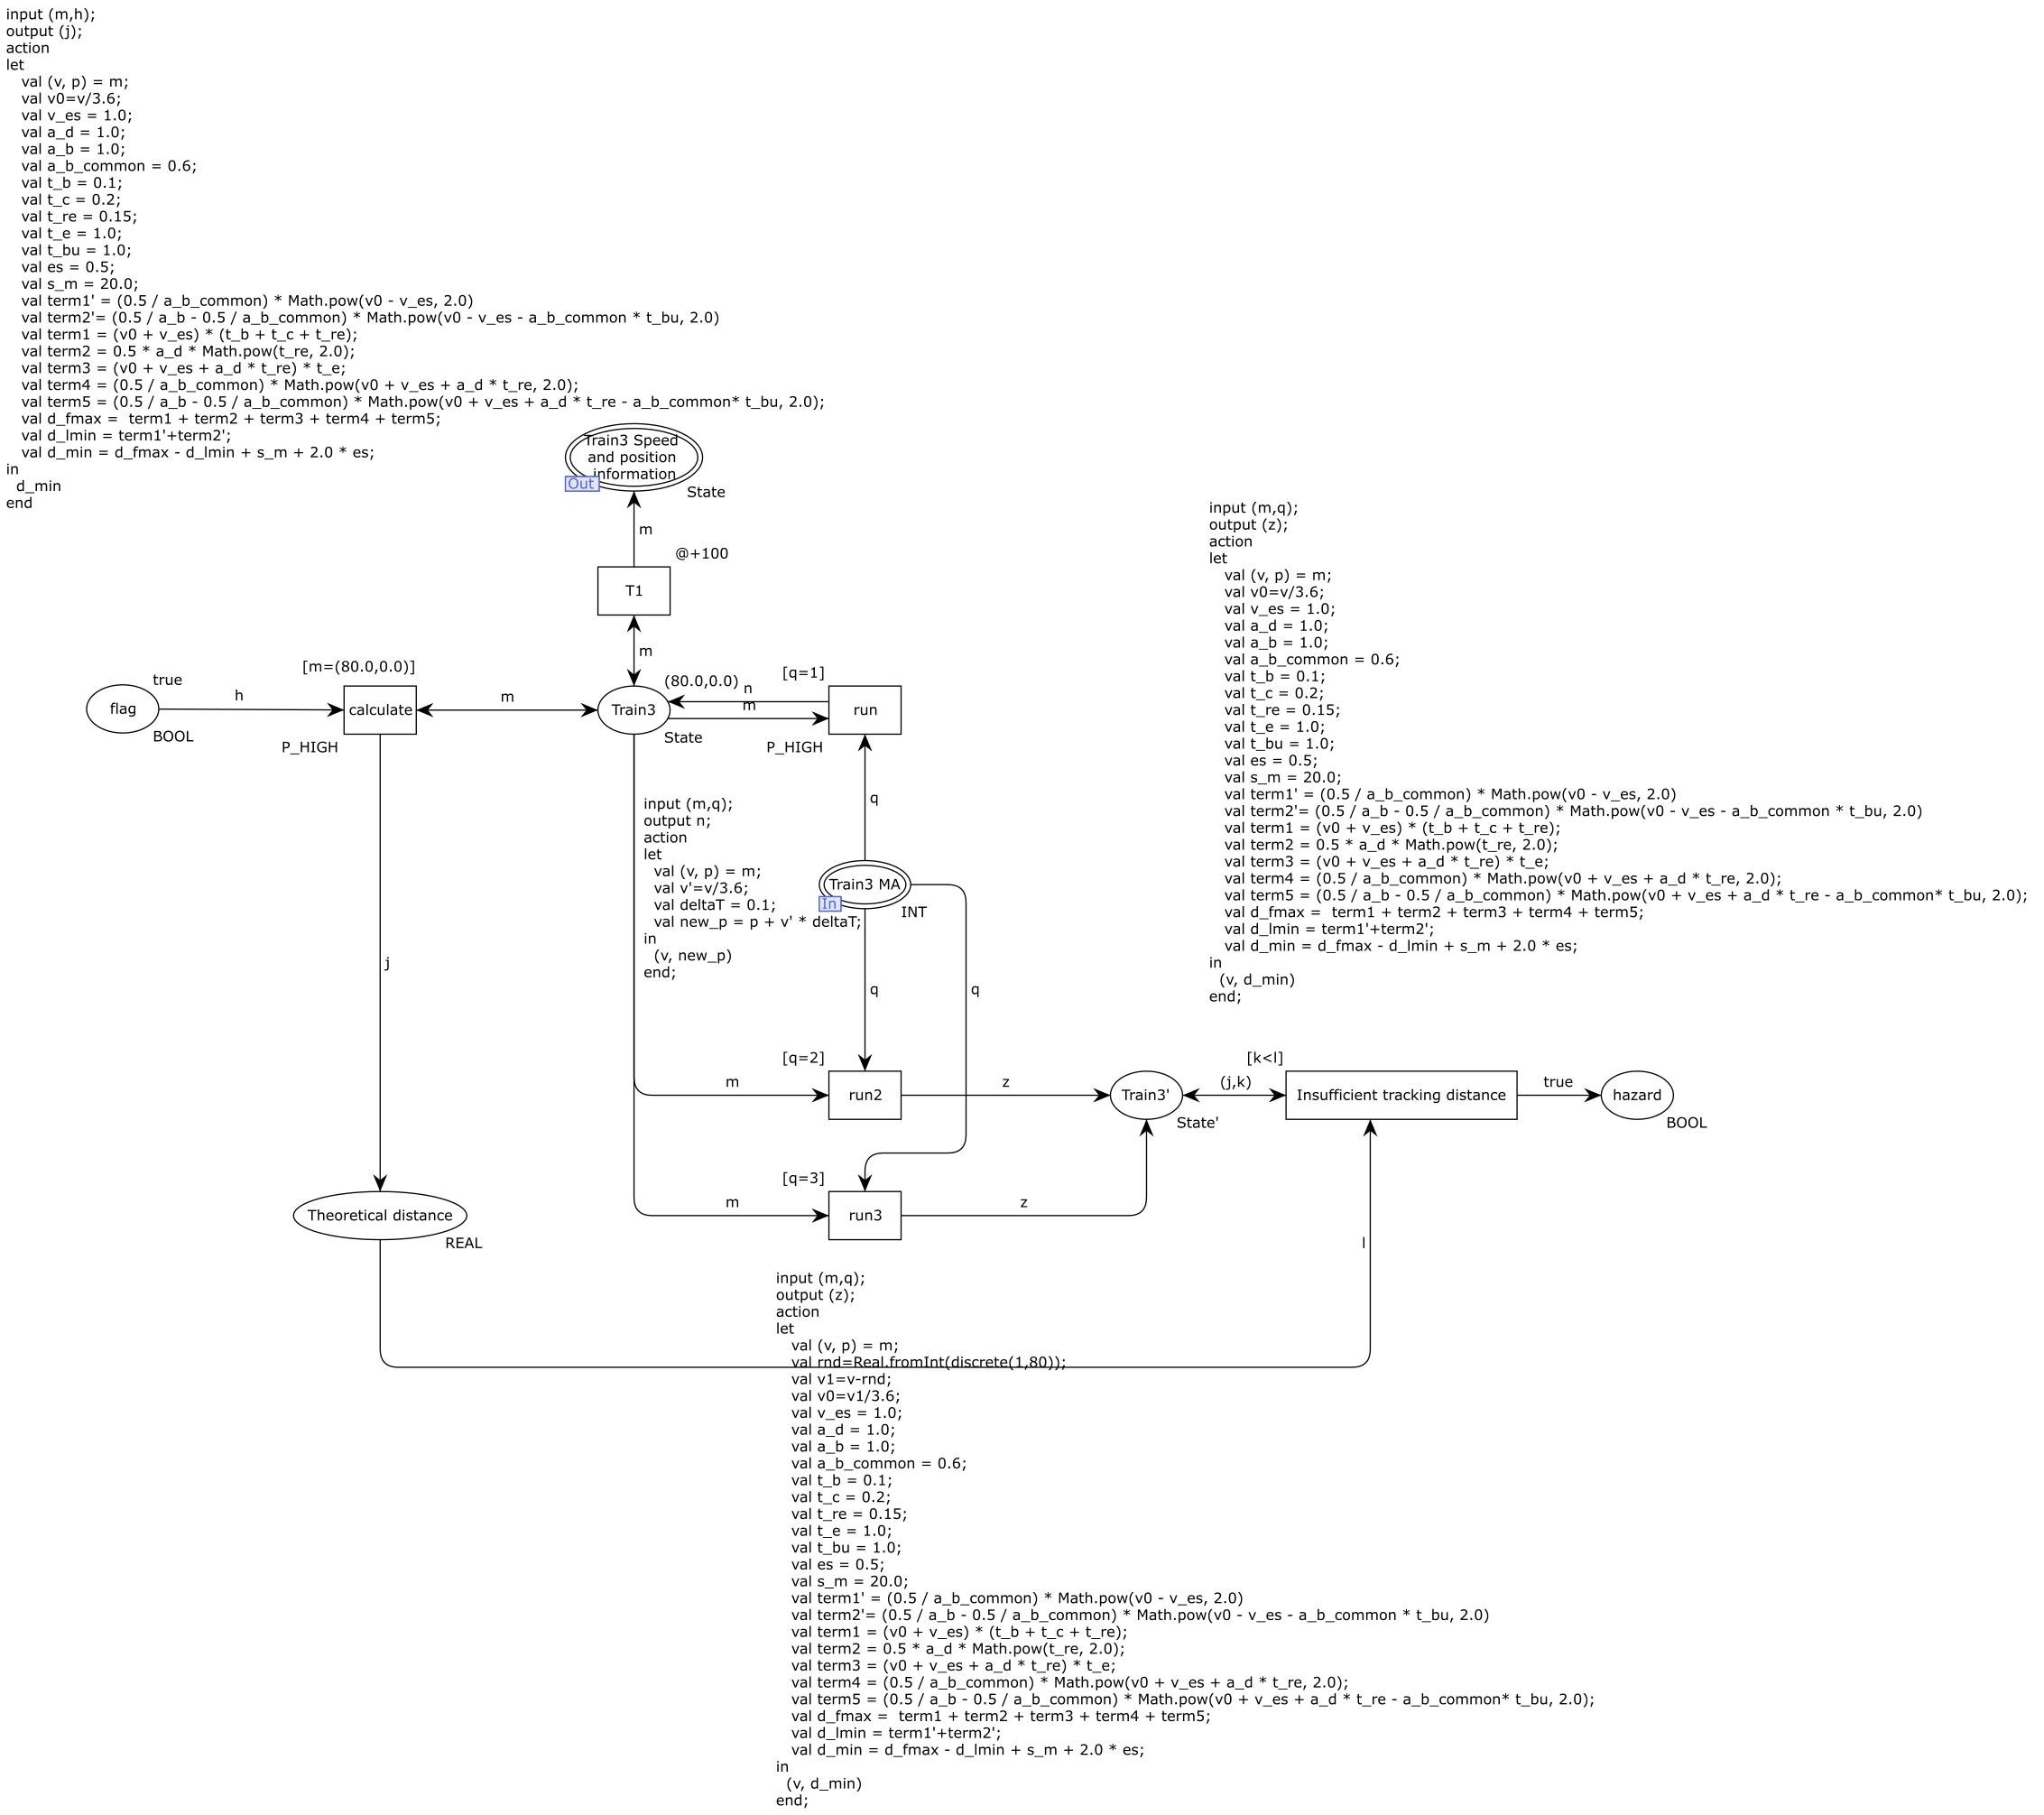 input (m,h);
output (j);
action
let
val (v, p) = m;
val v0=v/3.6;
val v_es = 1.0;
val a_d = 1.0;
val a_b = 1.0;
val a_b_common = 0.6;
val t_b = 0.1;
val t_c = 0.2;
val t_re = 0.15;
val t_e = 1.0;
val t_bu = 1.0;
val es = 0.5;
val s_m = 20.0;
val term1' = (0.5 / a_b_common) * Math.pow(v0 - v_es, 2.0)
val term2'= (0.5 / a_b - 0.5 / a_b_common) * Math.pow(v0 - v_es - a_b_common * t_bu, 2.0)
val term1 = (v0 + v_es) * (t_b + t_c + t_re);
val term2 = 0.5 * a_d * Math.pow(t_re, 2.0);
val term3 = (v0 + v_es + a_d * t_re) * t_e;
val term4 = (0.5 / a_b_common) * Math.pow(v0 + v_es + a_d * t_re, 2.0);
val term5 = (0.5 / a_b - 0.5 / a_b_common) * Math.pow(v0 + v_es + a_d * t_re - a_b_common* t_bu, 2.0);
val d_fmax =  term1 + term2 + term3 + term4 + term5;
val d_lmin = term1'+term2';
val d_min = d_fmax - d_lmin + s_m + 2.0 * es;
in
d_min
end
Train3 Speed
and position
information
Out
State
m
@+100
T1
m
[m=(80.0,0.0)]
true
h
flag
BOOL
calculate
P_HIGH
m
Train3
(80.0,0.0)
State
n
m
[q=1]
run
P_HIGH
q
input (m,q);
output n;
action
let
val (v, p) = m;
val v'=v/3.6;
val deltaT = 0.1;
val new_p = p + v' * deltaT;
in
(v, new_p)
end;
Train3 MA
In
INT
j
q
q
input (m,q);
output (z);
action
let
val (v, p) = m;
val v0=v/3.6;
val v_es = 1.0;
val a_d = 1.0;
val a_b = 1.0;
val a_b_common = 0.6;
val t_b = 0.1;
val t_c = 0.2;
val t_re = 0.15;
val t_e = 1.0;
val t_bu = 1.0;
val es = 0.5;
val s_m = 20.0;
val term1' = (0.5 / a_b_common) * Math.pow(v0 - v_es, 2.0)
val term2'= (0.5 / a_b - 0.5 / a_b_common) * Math.pow(v0 - v_es - a_b_common * t_bu, 2.0)
val term1 = (v0 + v_es) * (t_b + t_c + t_re);
val term2 = 0.5 * a_d * Math.pow(t_re, 2.0);
val term3 = (v0 + v_es + a_d * t_re) * t_e;
val term4 = (0.5 / a_b_common) * Math.pow(v0 + v_es + a_d * t_re, 2.0);
val term5 = (0.5 / a_b - 0.5 / a_b_common) * Math.pow(v0 + v_es + a_d * t_re - a_b_common* t_bu, 2.0);
val d_fmax =  term1 + term2 + term3 + term4 + term5;
val d_lmin = term1'+term2';
val d_min = d_fmax - d_lmin + s_m + 2.0 * es;
in
(v, d_min)
end;
[q=2]
m
run2
z
Train3'
State'
(j,k)
[k<l]
Insufficient tracking distance
true
hazard
BOOL
[q=3]
m
run3
z
Theoretical distance
REAL
l
input (m,q);
output (z);
action
let
val (v, p) = m;
val rnd=Real.fromInt(discrete(1,80));
val v1=v-rnd;
val v0=v1/3.6;
val v_es = 1.0;
val a_d = 1.0;
val a_b = 1.0;
val a_b_common = 0.6;
val t_b = 0.1;
val t_c = 0.2;
val t_re = 0.15;
val t_e = 1.0;
val t_bu = 1.0;
val es = 0.5;
val s_m = 20.0;
val term1' = (0.5 / a_b_common) * Math.pow(v0 - v_es, 2.0)
val term2'= (0.5 / a_b - 0.5 / a_b_common) * Math.pow(v0 - v_es - a_b_common * t_bu, 2.0)
val term1 = (v0 + v_es) * (t_b + t_c + t_re);
val term2 = 0.5 * a_d * Math.pow(t_re, 2.0);
val term3 = (v0 + v_es + a_d * t_re) * t_e;
val term4 = (0.5 / a_b_common) * Math.pow(v0 + v_es + a_d * t_re, 2.0);
val term5 = (0.5 / a_b - 0.5 / a_b_common) * Math.pow(v0 + v_es + a_d * t_re - a_b_common* t_bu, 2.0);
val d_fmax =  term1 + term2 + term3 + term4 + term5;
val d_lmin = term1'+term2';
val d_min = d_fmax - d_lmin + s_m + 2.0 * es;
in
(v, d_min)
end;